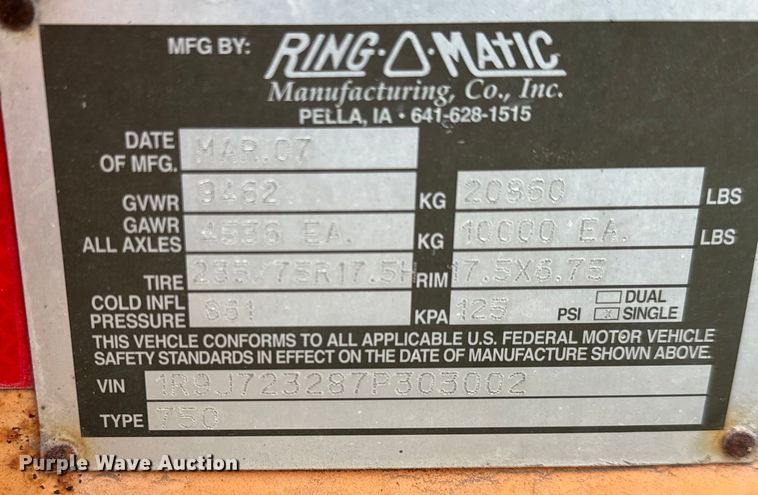 MFG BY: RING-O-MATIC
Manufacturing, Co., Inc.
PELLA, IA • 641-628-1515
DATE OF MFG. MAR.07
GVWR 9462 KG 20860 LBS
GAWR ALL AXLES 4536 EA. KG 10000 EA. LBS
TIRE 235/75R17.5H RIM 17.5X6.75
COLD INFL PRESSURE 861 KPA 125 PSI DUAL
X SINGLE
THIS VEHICLE CONFORMS TO ALL APPLICABLE U.S. FEDERAL MOTOR VEHICLE
SAFETY STANDARDS IN EFFECT ON THE DATE OF MANUFACTURE SHOWN ABOVE.
VIN 1R9J723287P303002
TYPE 750
Purple Wave Auction